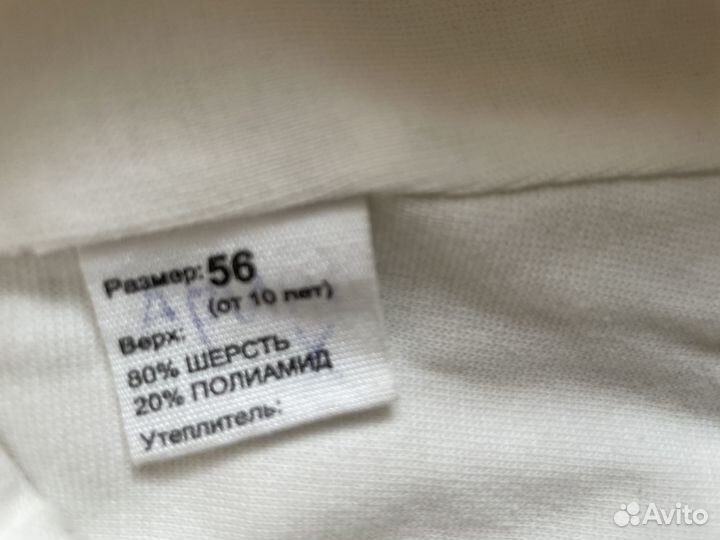 Размер: 56
(от 10 лет)
Верх:
80% ШЕРСТЬ
20% ПОЛИАМИД
Утеплитель:
Avito